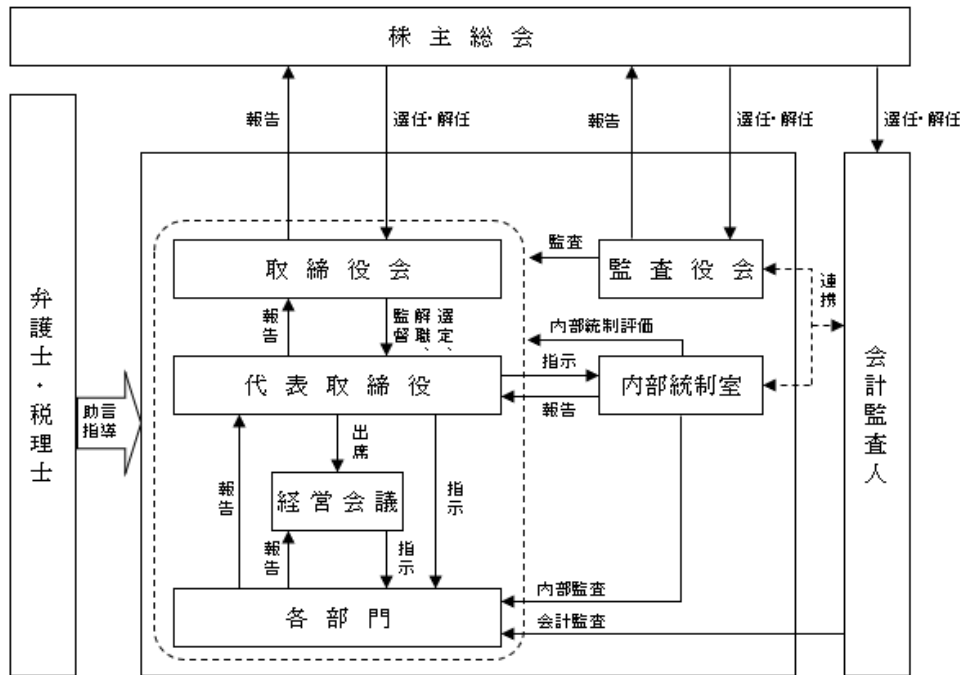 株主総会
報告
選任・解任
報告
選任・解任
選任・解任
弁護士・税理士
助言
指導
取締役会
監査
監査役会
連携
報告
選定、
解職、
監督
内部統制評価
代表取締役
指示
報告
内部統制室
会計監査人
出席
報告
経営会議
指示
報告
指示
各部門
内部監査
会計監査